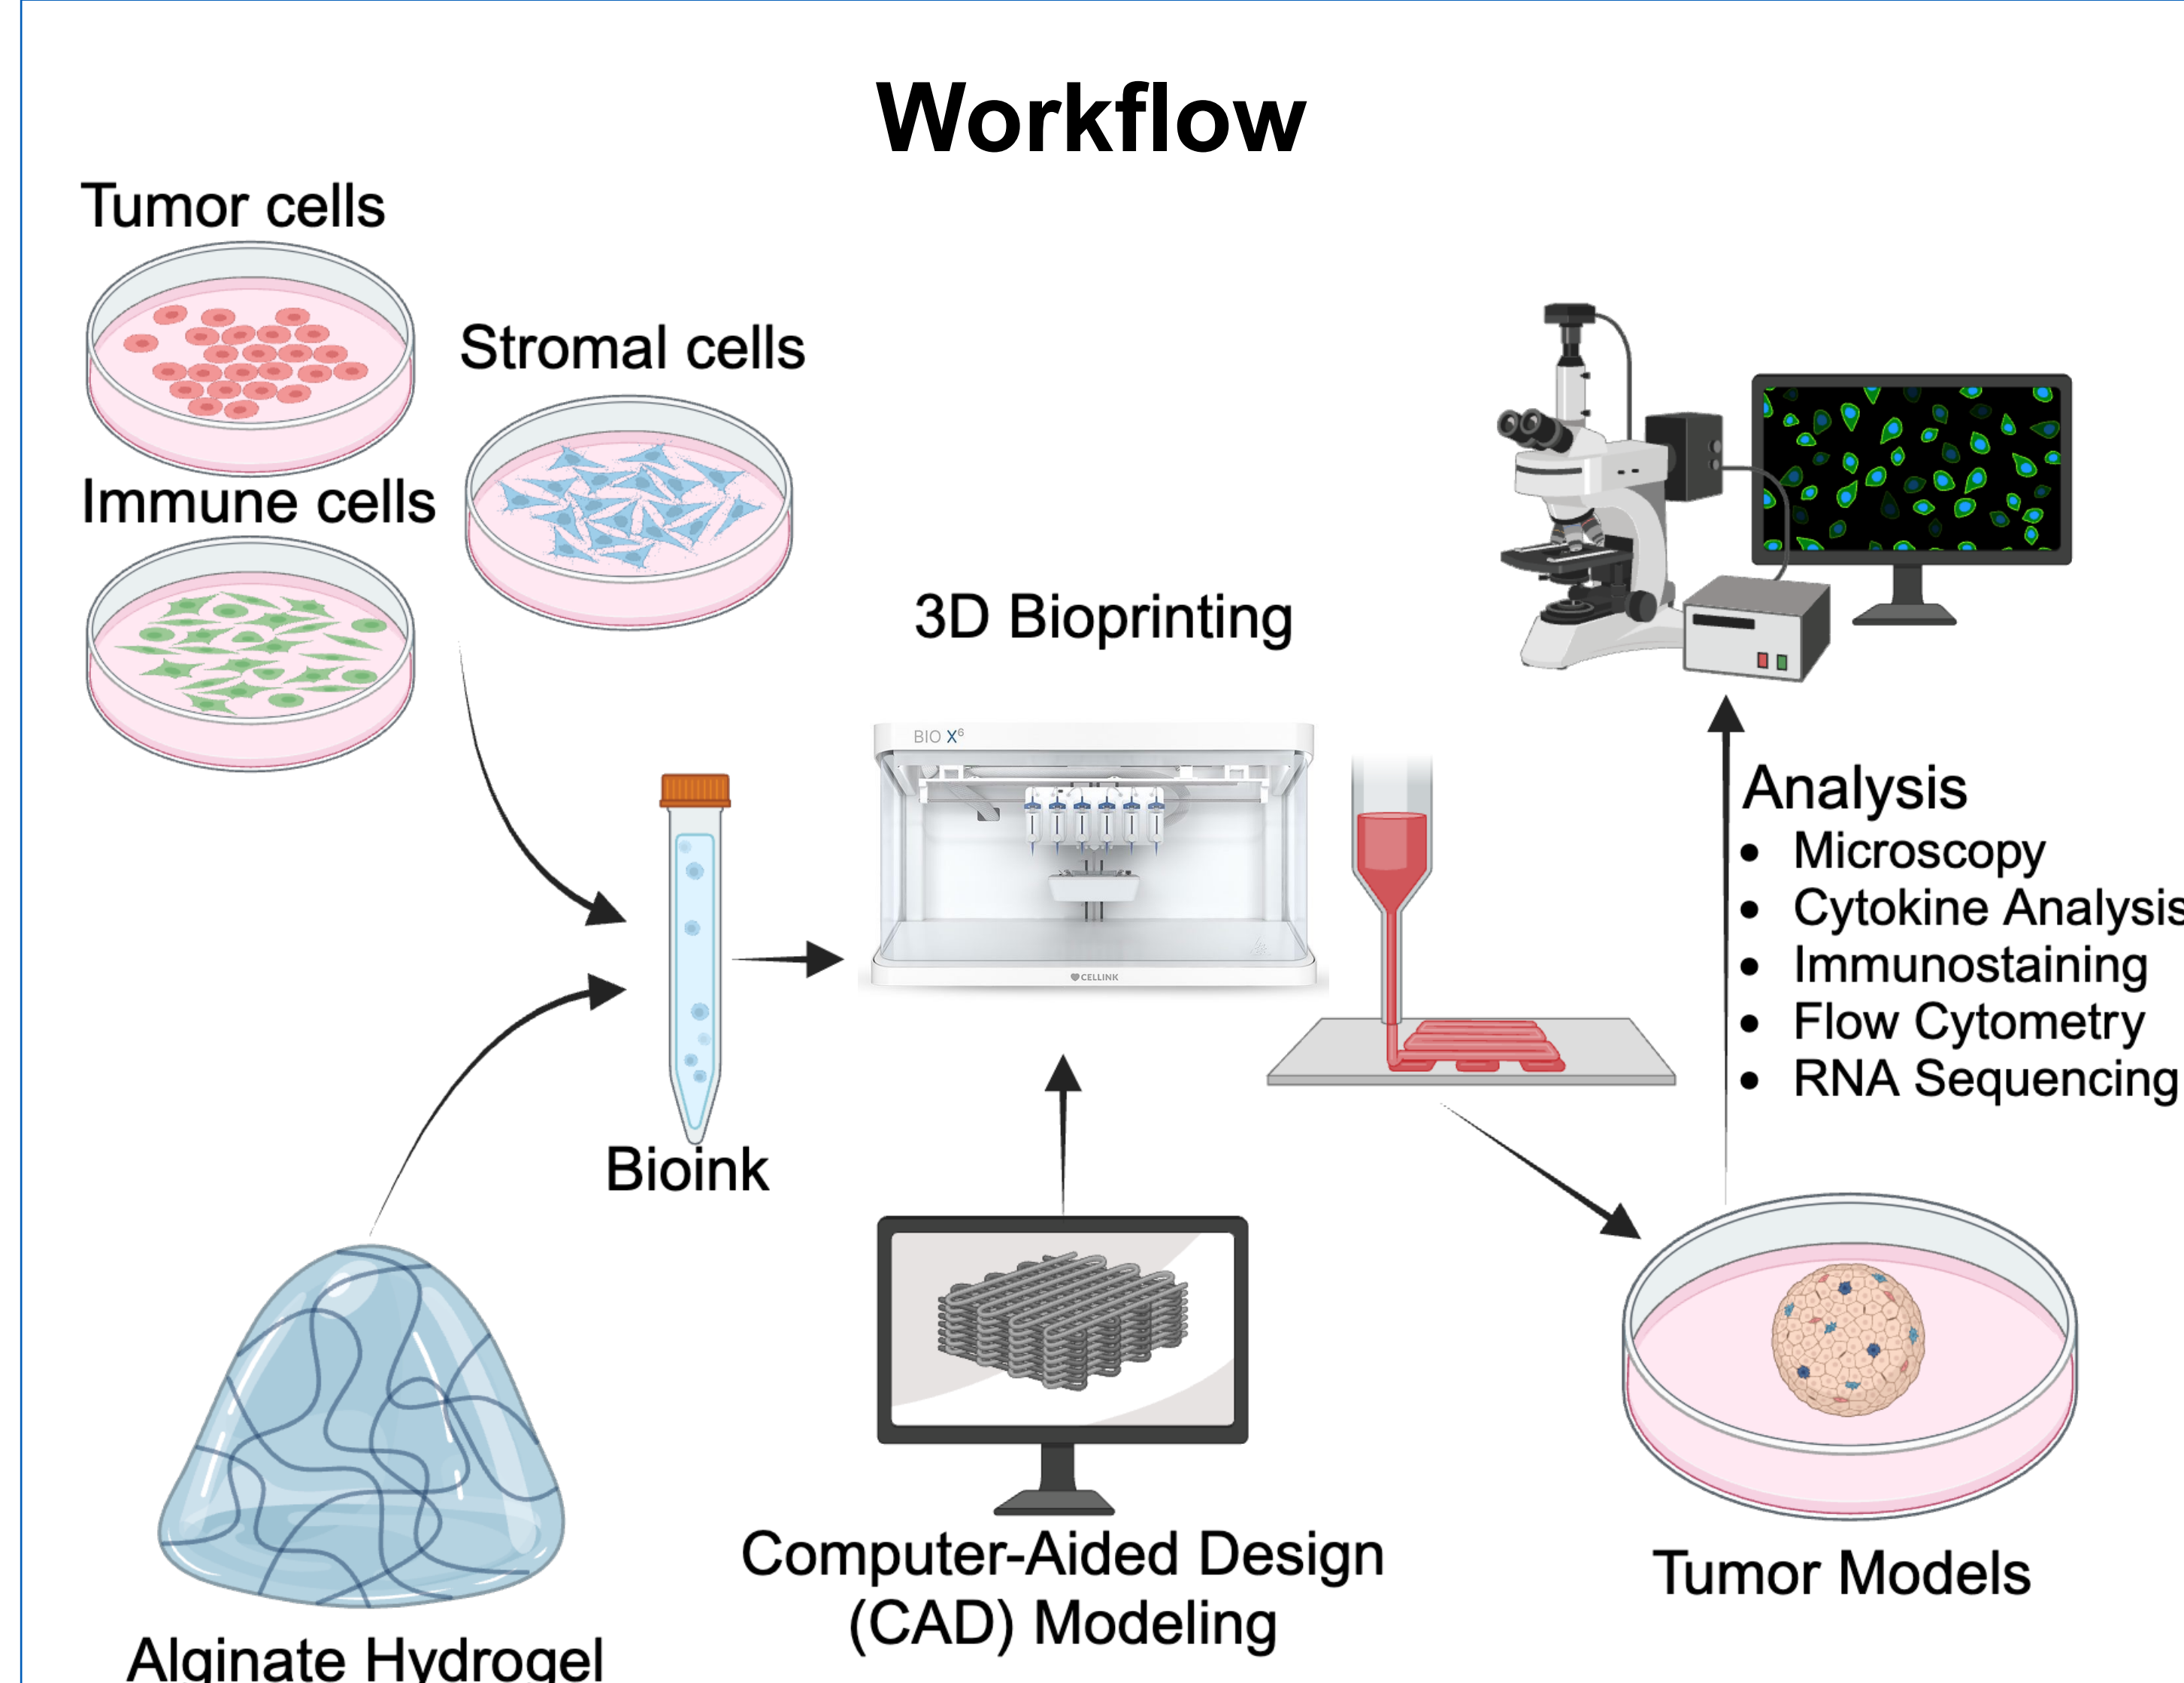 Workflow
Tumor cells
Stromal cells
Immune cells
3D Bioprinting
BIO X⁶
CELLINK
Bioink
Analysis
• Microscopy
• Cytokine Analysis
• Immunostaining
• Flow Cytometry
• RNA Sequencing
Computer-Aided Design
(CAD) Modeling
Tumor Models
Alginate Hydrogel